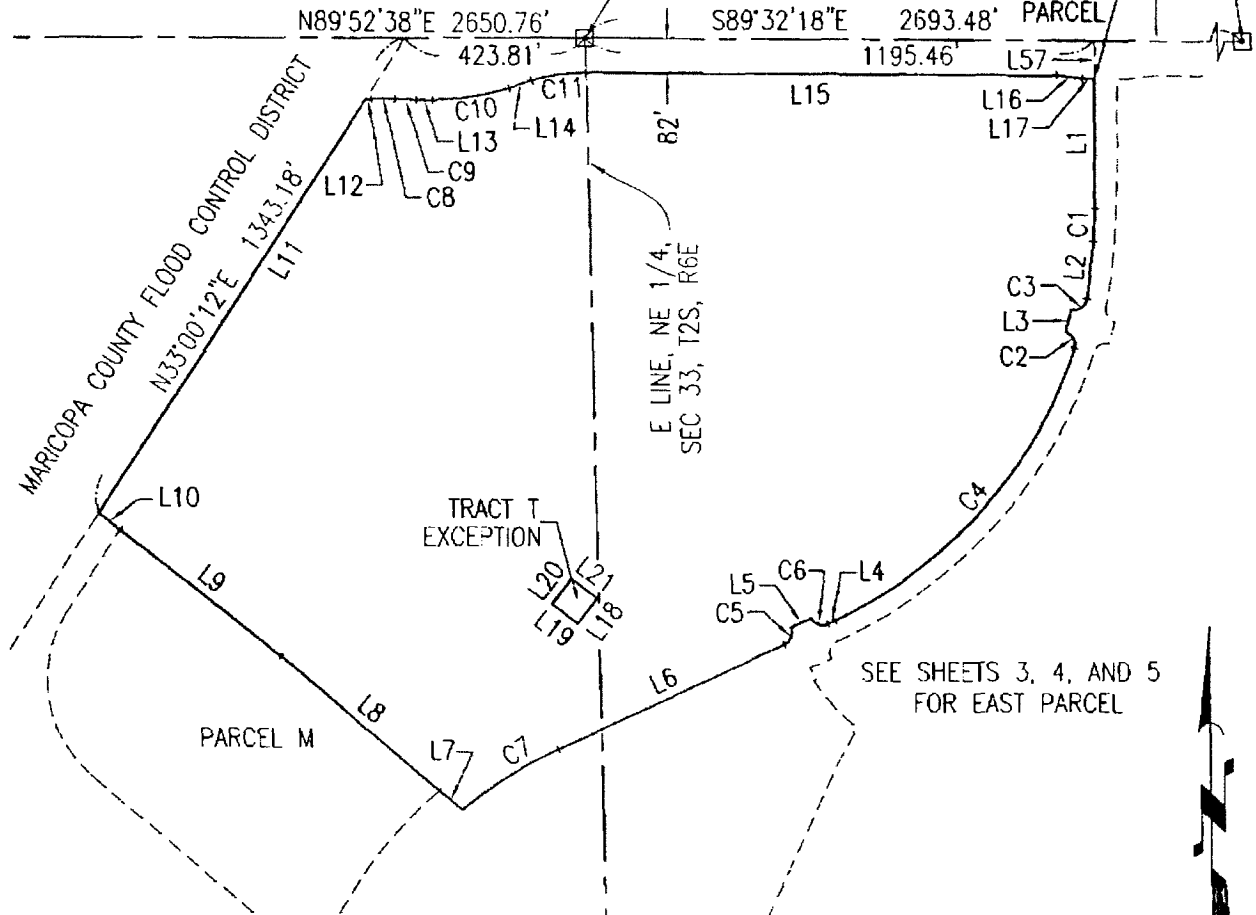 N89°52'38"E 2650.76'
S89°32'18"E 2693.48'
PARCEL
423.81'
1195.46'
L57
C11
C10
L14
L13
C9
C8
L12
L15
82'
L16
L17
L1
C1
L2
C3
L3
C2
MARICOPA COUNTY FLOOD CONTROL DISTRICT
N33°00'12"E 1343.18'
L11
E LINE, NE 1/4,
SEC 33, T2S, R6E
C4
L10
TRACT T
EXCEPTION
L20
L21
L19
L18
L9
C6
L4
L5
C5
L6
SEE SHEETS 3, 4, AND 5
FOR EAST PARCEL
L8
PARCEL M
L7
C7